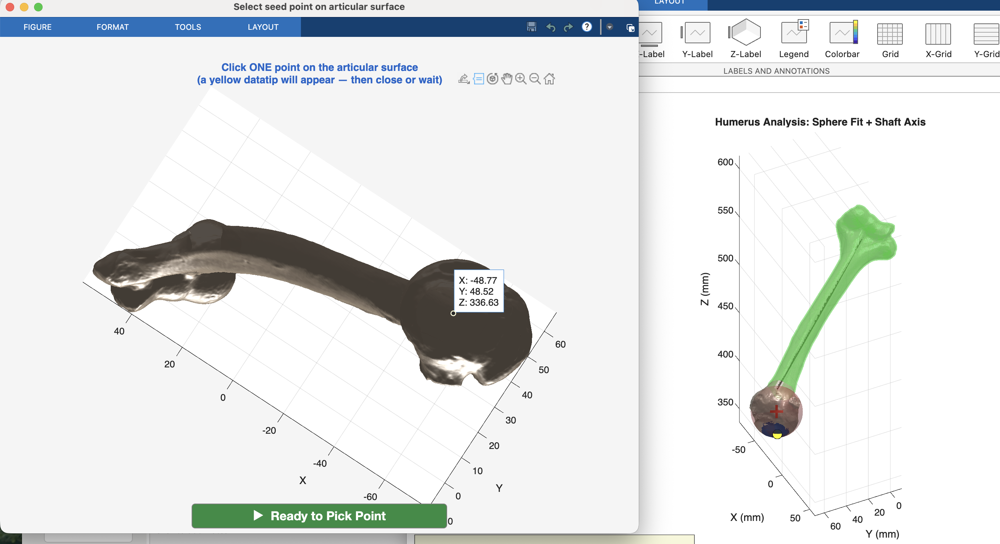 Select seed point on articular surface
FIGURE
FORMAT
TOOLS
LAYOUT
?
Click ONE point on the articular surface
(a yellow datatip will appear — then close or wait)
X: -48.77
Y: 48.52
Z: 336.63
40
20
0
-20
-40
-60
X
60
50
40
30
20
10
0
Y
0
Ready to Pick Point
LAYOUT
-Label
Y-Label
Z-Label
Legend
Colorbar
Grid
X-Grid
Y-Grid
LABELS AND ANNOTATIONS
Humerus Analysis: Sphere Fit + Shaft Axis
600
550
500
450
400
350
Z (mm)
-50
0
50
X (mm)
60
40
20
0
Y (mm)